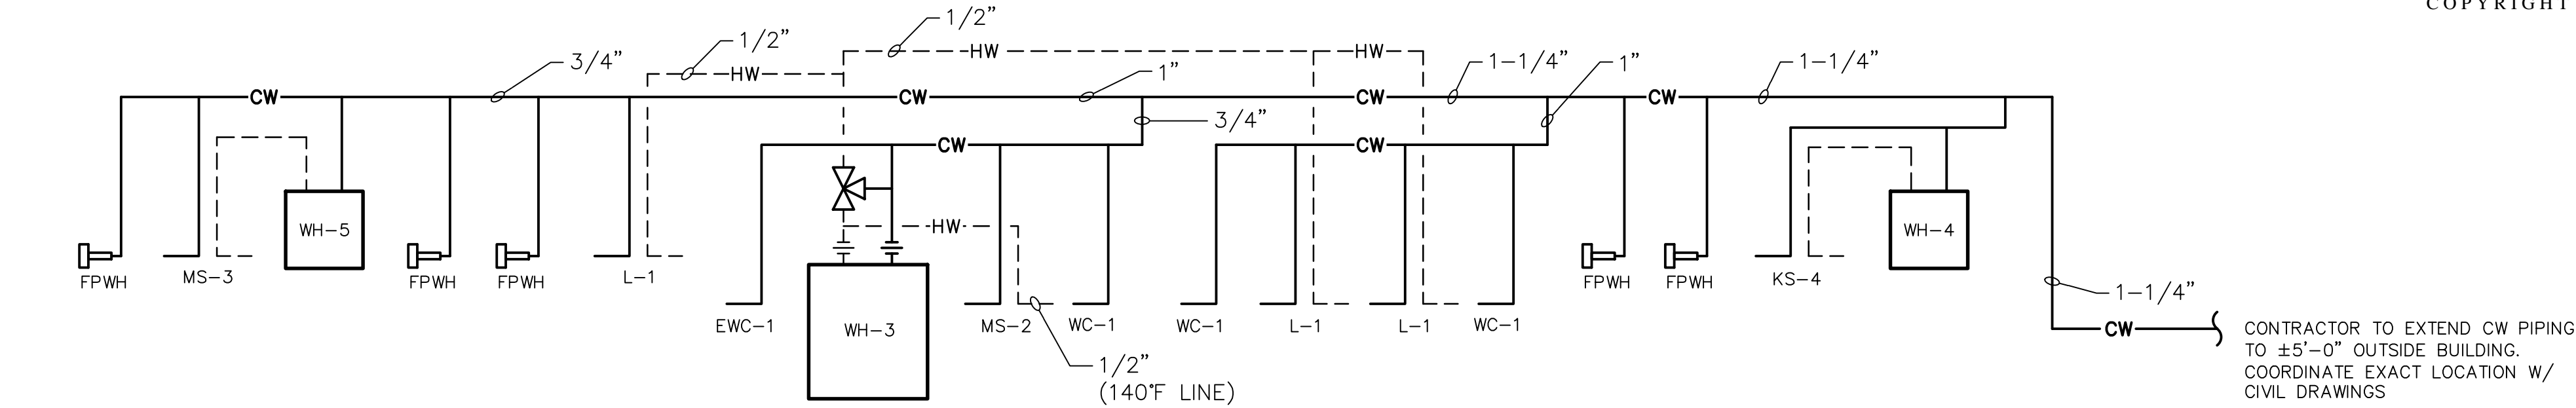 COPYRIGHT
1/2”
1/2”
3/4”
1”
1-1/4”
1”
1-1/4”
HW
HW
HW
CW
CW
CW
CW
3/4”
CW
CW
WH-5
HW
WH-4
FPWH
MS-3
FPWH
FPWH
L-1
FPWH
FPWH
KS-4
1-1/4”
EWC-1
WH-3
MS-2
WC-1
WC-1
L-1
L-1
WC-1
CW
1/2”
(140°F LINE)
CONTRACTOR TO EXTEND CW PIPING
TO ±5’-0” OUTSIDE BUILDING.
COORDINATE EXACT LOCATION W/
CIVIL DRAWINGS